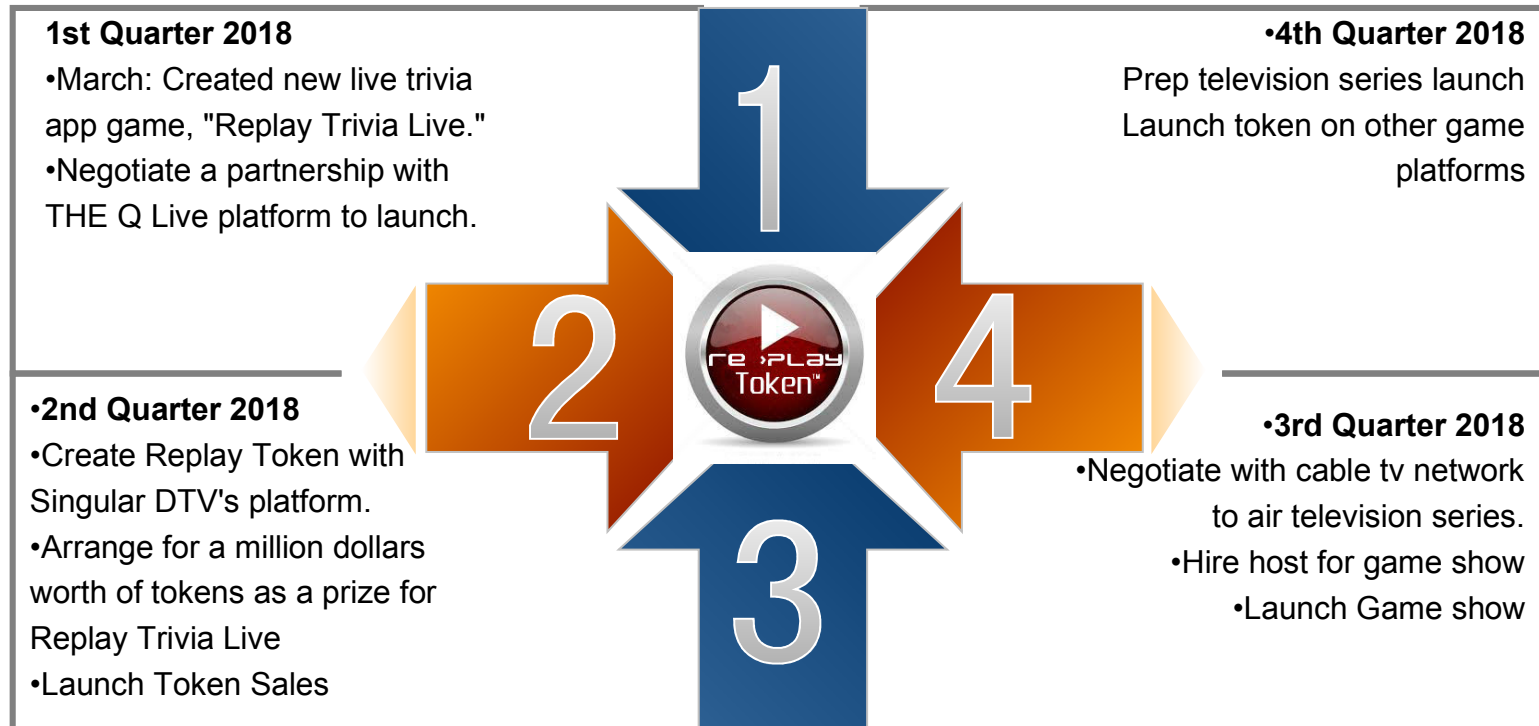 1st Quarter 2018
•March: Created new live trivia
app game, "Replay Trivia Live."
•Negotiate a partnership with
THE Q Live platform to launch.
1
•4th Quarter 2018
Prep television series launch
Launch token on other game
platforms
2
re>PLay
Token™
4
•2nd Quarter 2018
•Create Replay Token with
Singular DTV's platform.
•Arrange for a million dollars
worth of tokens as a prize for
Replay Trivia Live
•Launch Token Sales
3
•3rd Quarter 2018
•Negotiate with cable tv network
to air television series.
•Hire host for game show
•Launch Game show